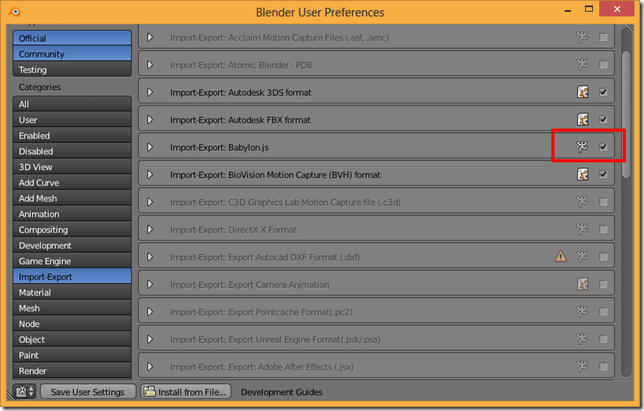 Blender User Preferences
Official
Community
Testing
Categories
All
User
Enabled
Disabled
3D View
Add Curve
Add Mesh
Animation
Compositing
Development
Game Engine
Import-Export
Material
Mesh
Node
Object
Paint
Render
Import-Export: Acclaim Motion Capture Files (.asf, .amc)
Import-Export: Atomic Blender - PDB
Import-Export: Autodesk 3DS format
Import-Export: Autodesk FBX format
Import-Export: Babylon.js
Import-Export: BioVision Motion Capture (BVH) format
Import-Export: C3D Graphics Lab Motion Capture file (.c3d)
Import-Export: DirectX X Format
Import-Export: Export Autocad DXF Format (.dxf)
Import-Export: Export Camera Animation
Import-Export: Export Pointcache Format(.pc2)
Import-Export: Export Unreal Engine Format(.psk/.psa)
Import-Export: Export: Adobe After Effects (.jsx)
Save User Settings
Install from File...
Development Guides